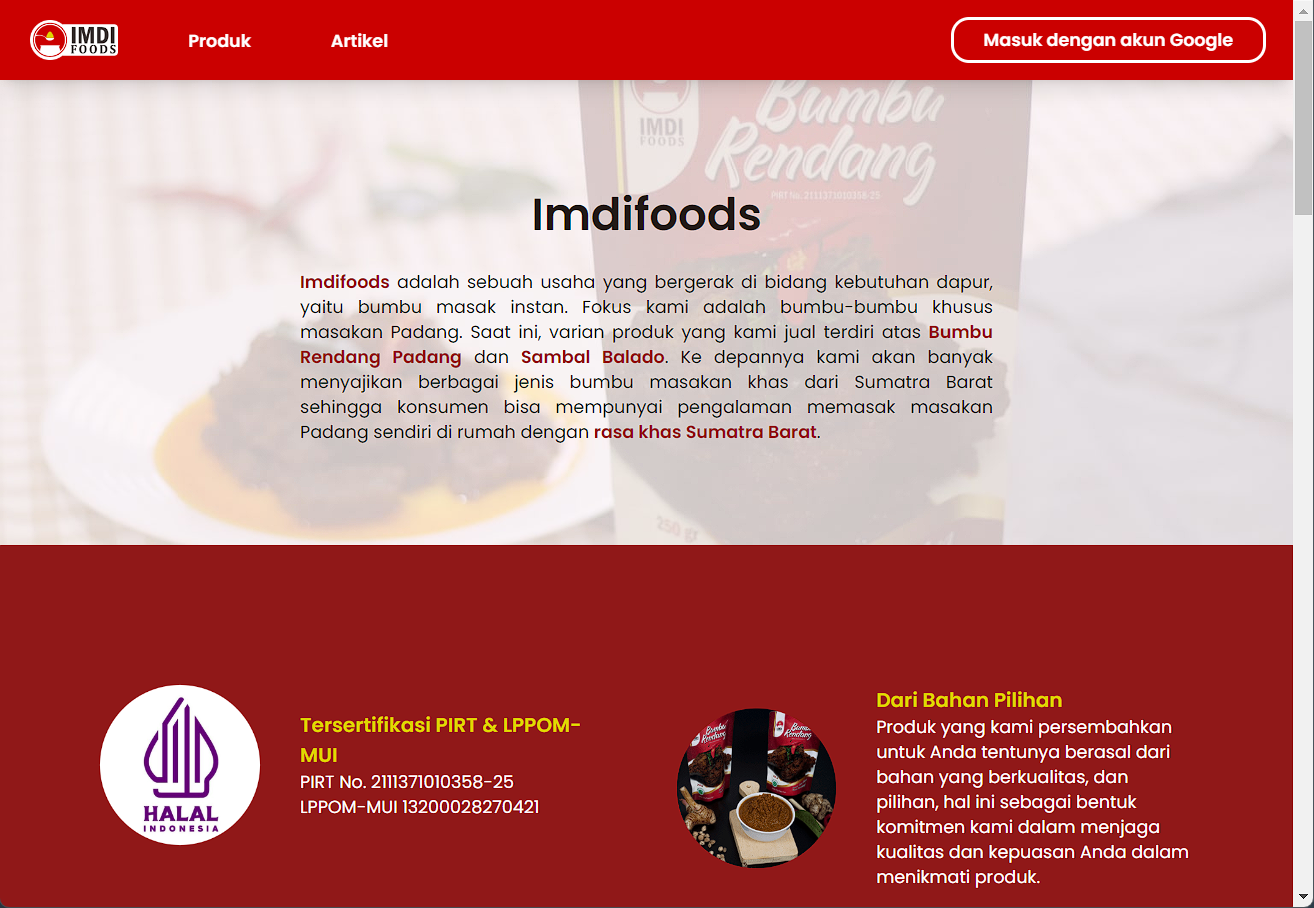 IMDI
FOODS
Produk
Artikel
Masuk dengan akun Google
Bumbu
Rendang
IMDI
FOODS
PIRT No. 2111371010358-25
Imdifoods
Imdifoods adalah sebuah usaha yang bergerak di bidang kebutuhan dapur,
yaitu bumbu masak instan. Fokus kami adalah bumbu-bumbu khusus
masakan Padang. Saat ini, varian produk yang kami jual terdiri atas Bumbu
Rendang Padang dan Sambal Balado. Ke depannya kami akan banyak
menyajikan berbagai jenis bumbu masakan khas dari Sumatra Barat
sehingga konsumen bisa mempunyai pengalaman memasak masakan
Padang sendiri di rumah dengan rasa khas Sumatra Barat.
250 gr
HALAL
INDONESIA
Tersertifikasi PIRT & LPPOM-
MUI
PIRT No. 2111371010358-25
LPPOM-MUI 13200028270421
Bumbu
Rendang
Bumbu
Rendang
Dari Bahan Pilihan
Produk yang kami persembahkan
untuk Anda tentunya berasal dari
bahan yang berkualitas, dan
pilihan, hal ini sebagai bentuk
komitmen kami dalam menjaga
kualitas dan kepuasan Anda dalam
menikmati produk.